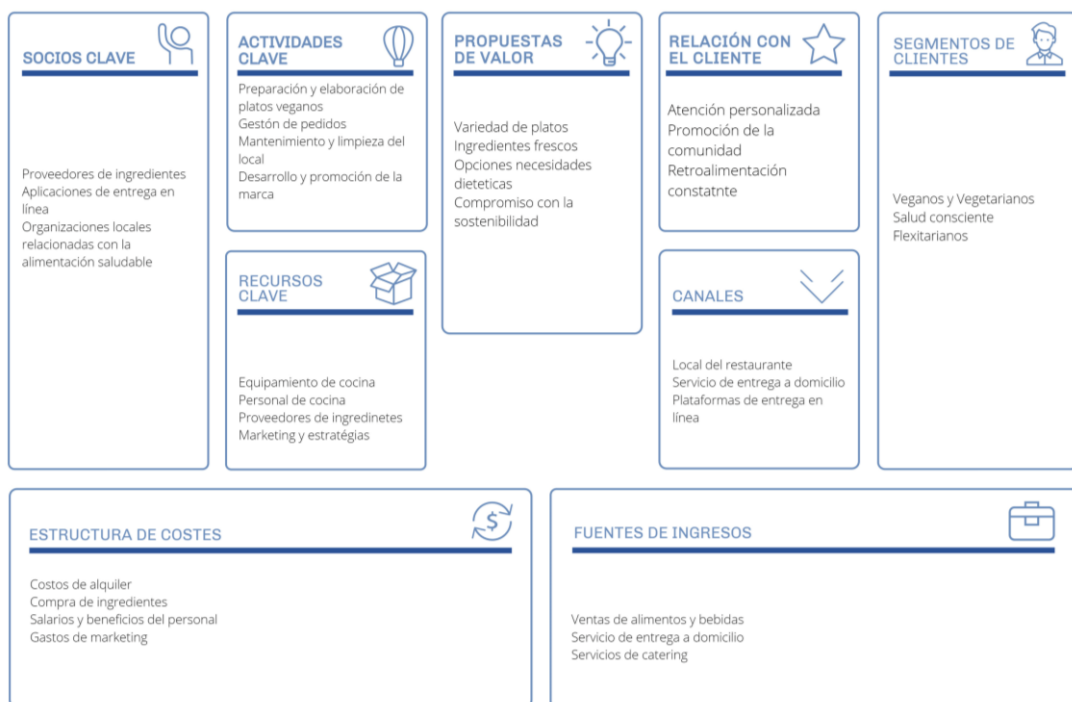 SOCIOS CLAVE
Proveedores de ingredientes
Aplicaciones de entrega en
línea
Organizaciones locales
relacionadas con la
alimentación saludable
ACTIVIDADES
CLAVE
Preparación y elaboración de
platos veganos
Gestón de pedidos
Mantenimiento y limpieza del
local
Desarrollo y promoción de la
marca
RECURSOS
CLAVE
Equipamiento de cocina
Personal de cocina
Proveedores de ingredinetes
Marketing y estratégias
PROPUESTAS
DE VALOR
Variedad de platos
Ingredientes frescos
Opciones necesidades
dieteticas
Compromiso con la
sostenibilidad
RELACIÓN CON
EL CLIENTE
Atención personalizada
Promoción de la
comunidad
Retroalimentación
constatnte
CANALES
Local del restaurante
Servicio de entrega a domicilio
Plataformas de entrega en
línea
SEGMENTOS DE
CLIENTES
Veganos y Vegetarianos
Salud consciente
Flexitarianos
ESTRUCTURA DE COSTES
$
Costos de alquiler
Compra de ingredientes
Salarios y beneficios del personal
Gastos de marketing
FUENTES DE INGRESOS
Ventas de alimentos y bebidas
Servicio de entrega a domicilio
Servicios de catering